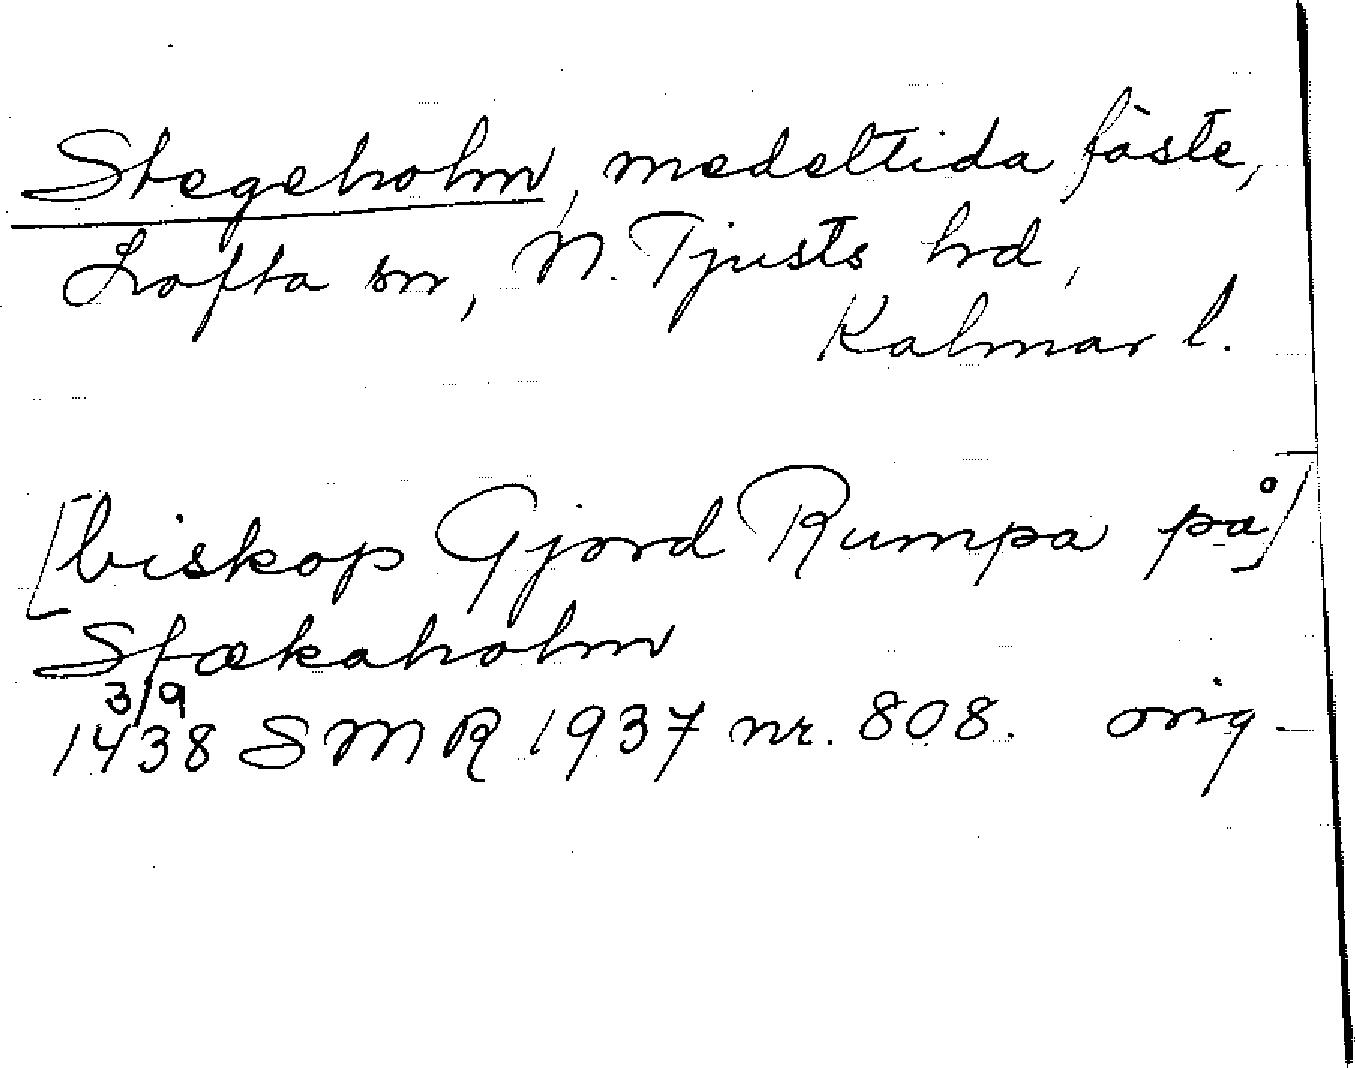 Stegeholm, medeltida fäste,
Lofta sn, N. Tjusts hd,
Kalmar l.
[biskop Gjord Rumpa på]
Stækaholm
3/9
1438 SMR 1937 nr. 808. orig.